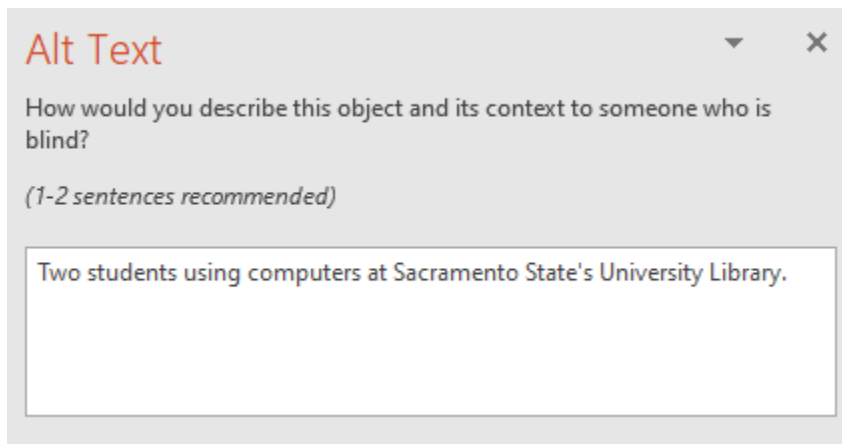 Alt Text
How would you describe this object and its context to someone who is
blind?
(1-2 sentences recommended)
Two students using computers at Sacramento State's University Library.